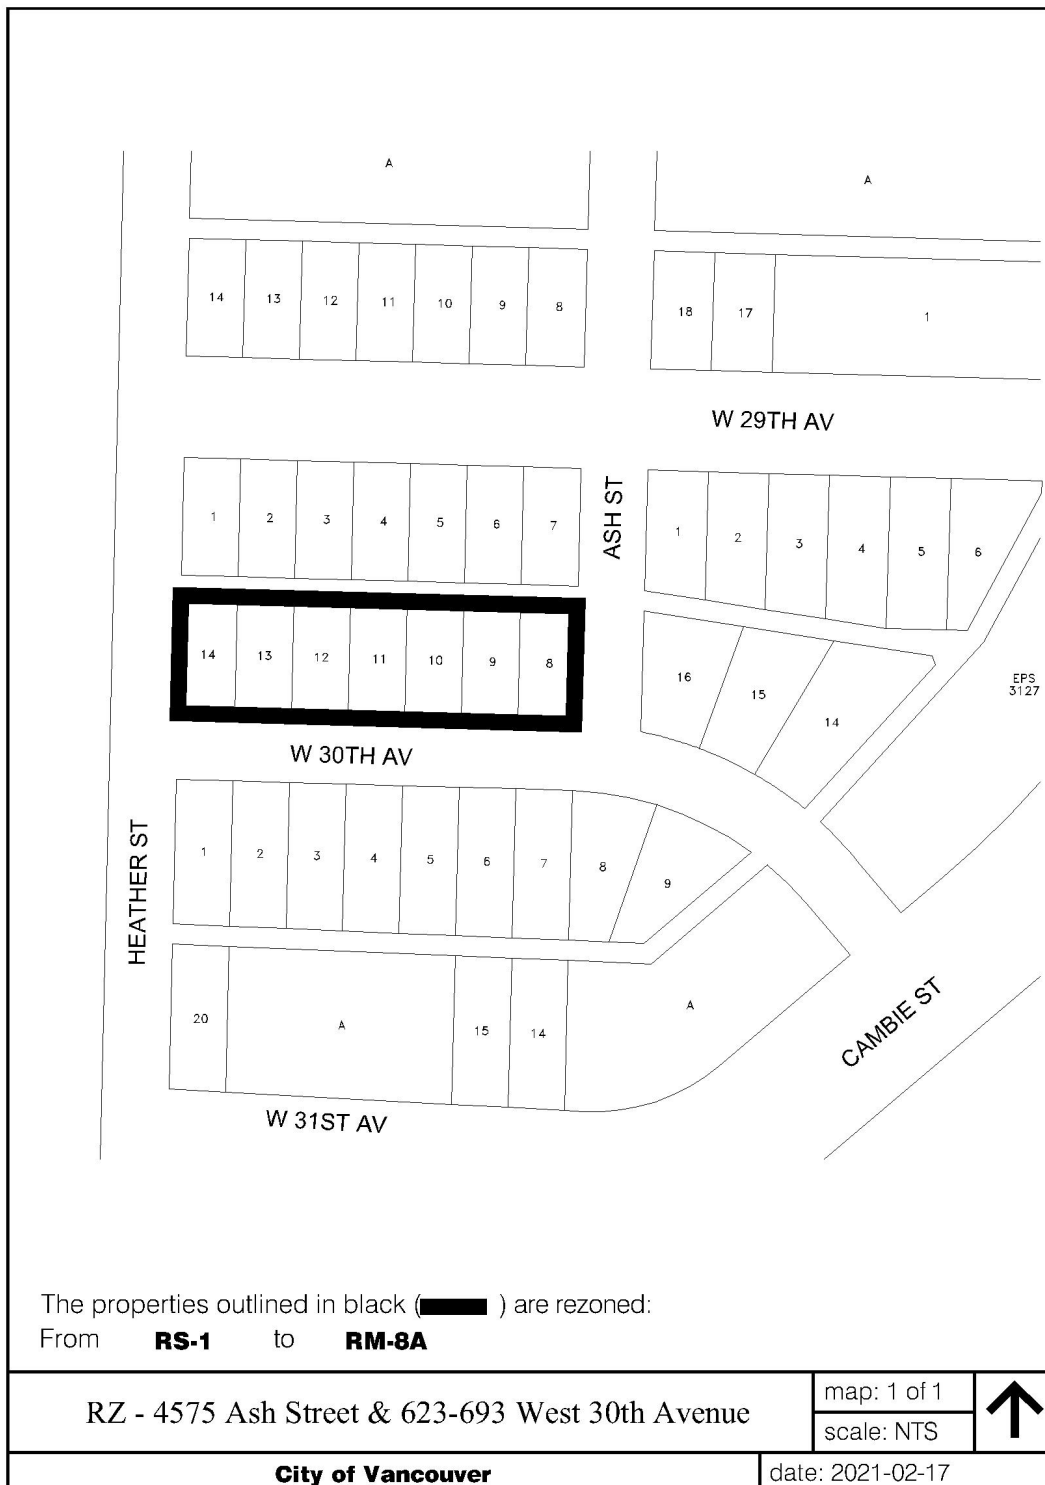 A
A
14 13 12 11 10 9 8
18 17 1
W 29TH AV
1 2 3 4 5 6 7
ASH ST
1 2 3 4 5 6
14 13 12 11 10 9 8
16 15 14
EPS
3127
W 30TH AV
HEATHER ST
1 2 3 4 5 6 7 8 9
20 A 15 14 A
CAMBIE ST
W 31ST AV
The properties outlined in black ( ) are rezoned:
From RS-1 to RM-8A
RZ - 4575 Ash Street & 623-693 West 30th Avenue
map: 1 of 1
scale: NTS
City of Vancouver
date: 2021-02-17